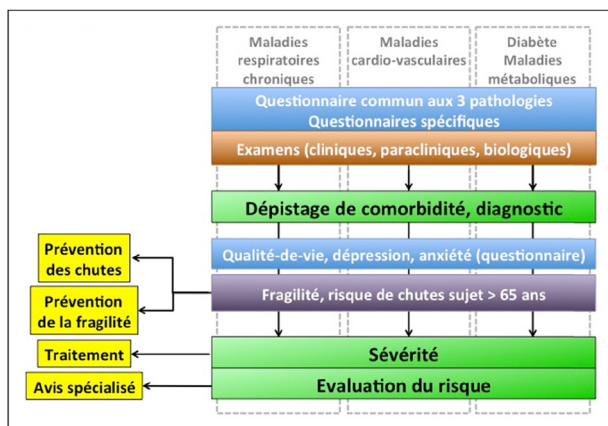 Maladies
respiratoires
chroniques
Maladies
cardio-vasculaires
Diabète
Maladies
métaboliques
Questionnaire commun aux 3 pathologies
Questionnaires spécifiques
Examens (cliniques, paracliniques, biologiques)
Dépistage de comorbidité, diagnostic
Qualité-de-vie, dépression, anxiété (questionnaire)
Prévention
des chutes
Fragilité, risque de chutes sujet > 65 ans
Prévention
de la fragilité
Traitement
Sévérité
Avis spécialisé
Evaluation du risque